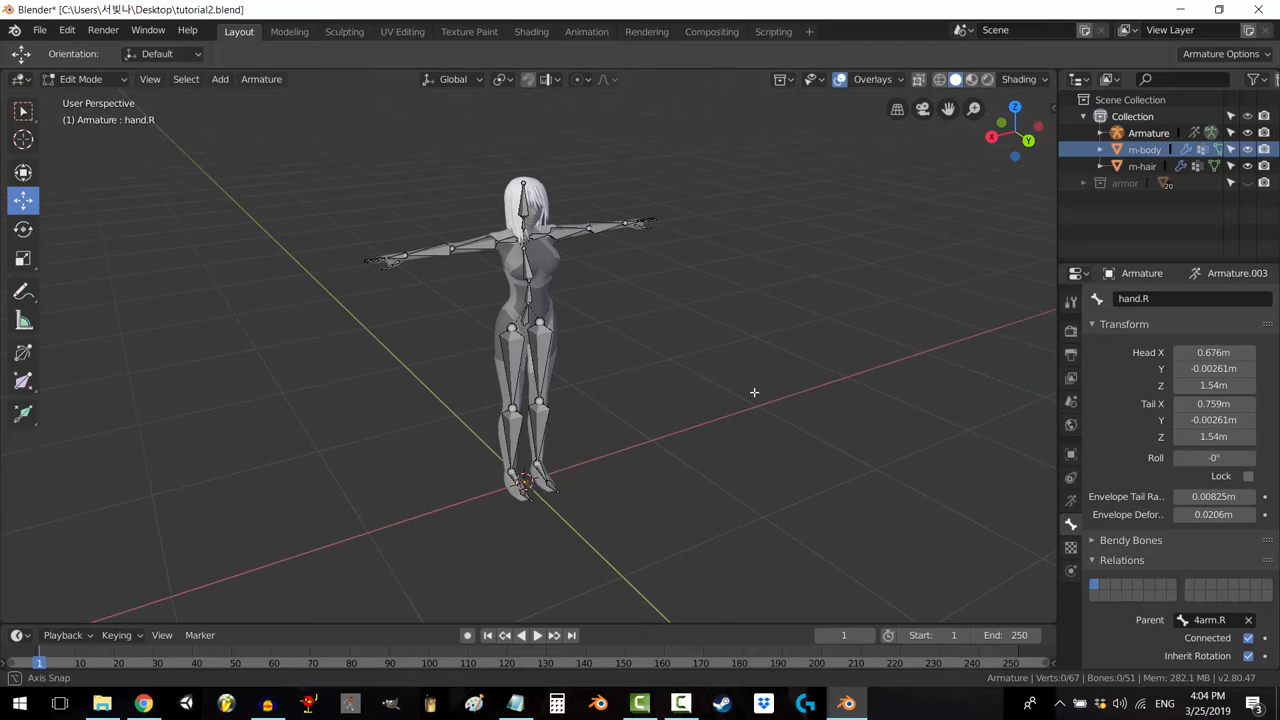 Blender* [C:\Users\서빛나\Desktop\tutorial2.blend]
File Edit Render Window Help Layout Modeling Sculpting UV Editing Texture Paint Shading Animation Rendering Compositing Scripting + Scene View Layer
Orientation: Default Armature Options
Edit Mode View Select Add Armature Global Overlays Shading
User Perspective
(1) Armature : hand.R
Z
X
Y
Scene Collection
Collection
Armature
m-body
m-hair
armor 20
Armature Armature.003
hand.R
Transform
Head X 0.676m
Y -0.00261m
Z 1.54m
Tail X 0.759m
Y -0.00261m
Z 1.54m
Roll -0°
Lock
Envelope Tail Ra.. 0.00825m
Envelope Defor.. 0.0206m
Bendy Bones
Relations
Parent 4arm.R
Connected
Inherit Rotation
Playback Keying View Marker 1 Start: 1 End: 250
1 10 20 30 40 50 60 70 80 90 100 110 120 130 140 150 160 170 180 190 200 210 220 230 240 250
Axis Snap Armature | Verts:0/67 | Bones:0/51 | Mem: 282.1 MB | v2.80.47
ENG 4:04 PM
3/25/2019
3